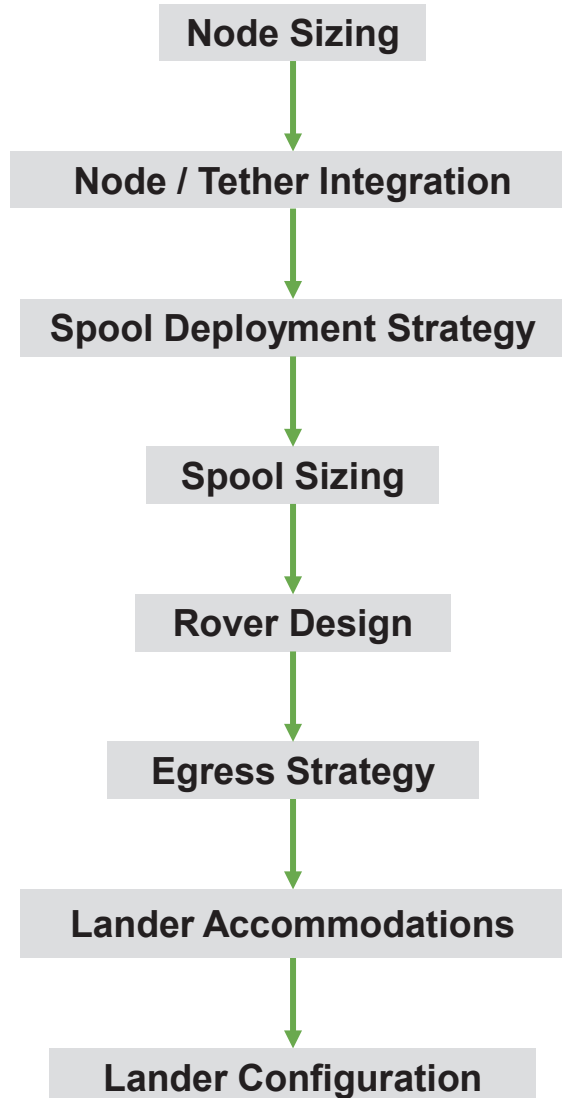 Node Sizing
Node / Tether Integration
Spool Deployment Strategy
Spool Sizing
Rover Design
Egress Strategy
Lander Accommodations
Lander Configuration